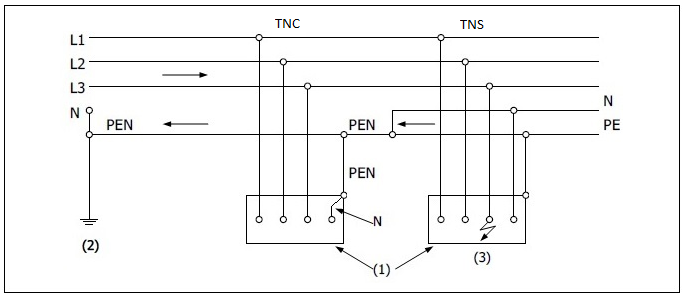 TNC TNS
L1
L2
L3
N N
PEN PEN PE
PEN
N
(2) (1) (3)